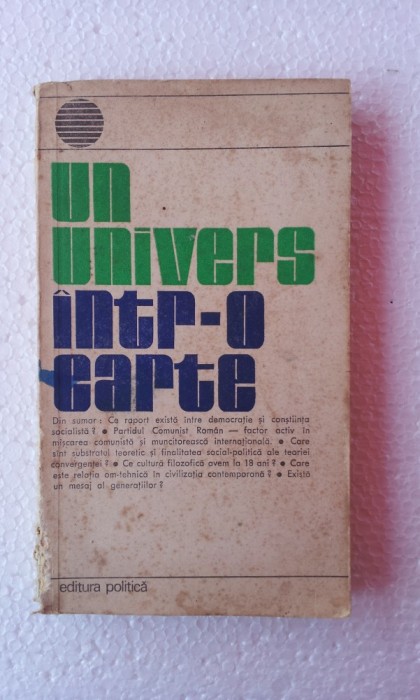 un
univers
într-o
carte
Din sumar: Ce raport există între democrație și conștiința
socialistă? ● Partidul Comunist Român — factor activ în
mișcarea comunistă și muncitorească internațională. ● Care
sînt substratul teoretic și finalitatea social-politică ale teoriei
convergenței? ● Ce cultură filozofică avem la 18 ani? ● Care
este relația om-tehnică în civilizația contemporană? ● Există
un mesaj al generațiilor?
editura politică